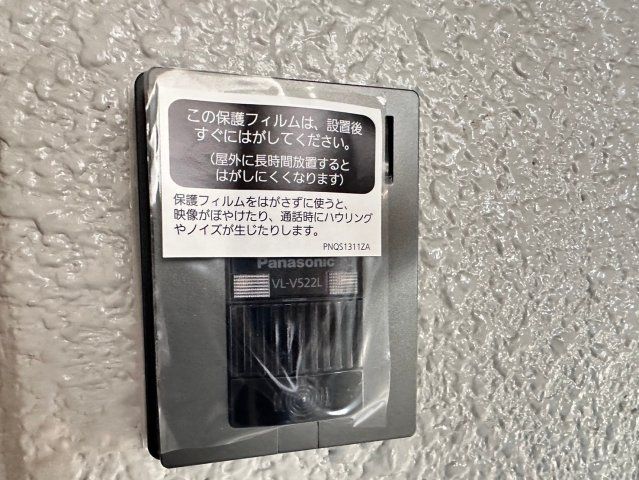 この保護フィルムは、設置後
すぐにはがしてください。
(屋外に長時間放置すると
はがしにくくなります)
保護フィルムをはがさずに使うと、
映像がぼやけたり、通話時にハウリング
やノイズが生じたりします。
PNQS1311ZA
Panasonic
VL-V522L